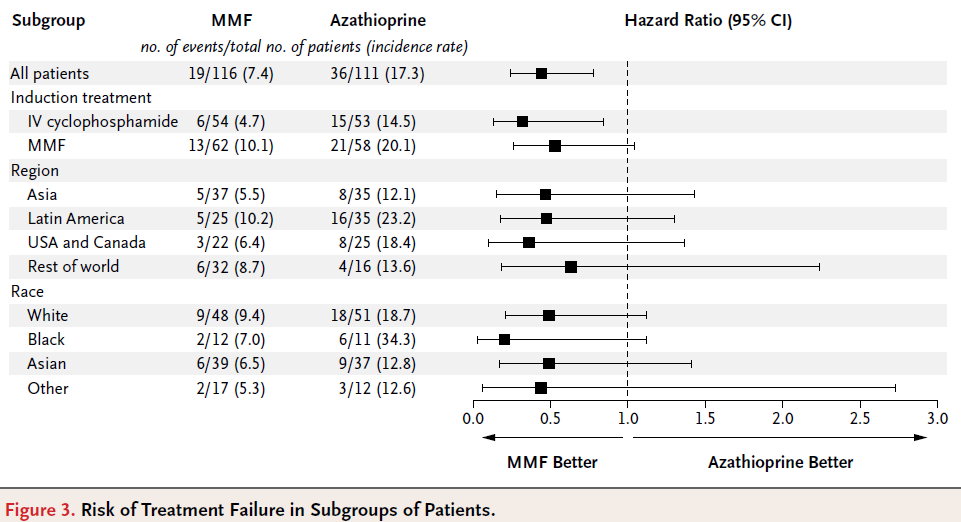 Subgroup MMF Azathioprine Hazard Ratio (95% CI)
no. of events/total no. of patients (incidence rate)
All patients 19/116 (7.4) 36/111 (17.3)
Induction treatment
IV cyclophosphamide 6/54 (4.7) 15/53 (14.5)
MMF 13/62 (10.1) 21/58 (20.1)
Region
Asia 5/37 (5.5) 8/35 (12.1)
Latin America 5/25 (10.2) 16/35 (23.2)
USA and Canada 3/22 (6.4) 8/25 (18.4)
Rest of world 6/32 (8.7) 4/16 (13.6)
Race
White 9/48 (9.4) 18/51 (18.7)
Black 2/12 (7.0) 6/11 (34.3)
Asian 6/39 (6.5) 9/37 (12.8)
Other 2/17 (5.3) 3/12 (12.6)
0.0 0.5 1.0 1.5 2.0 2.5 3.0
MMF Better Azathioprine Better
Figure 3. Risk of Treatment Failure in Subgroups of Patients.